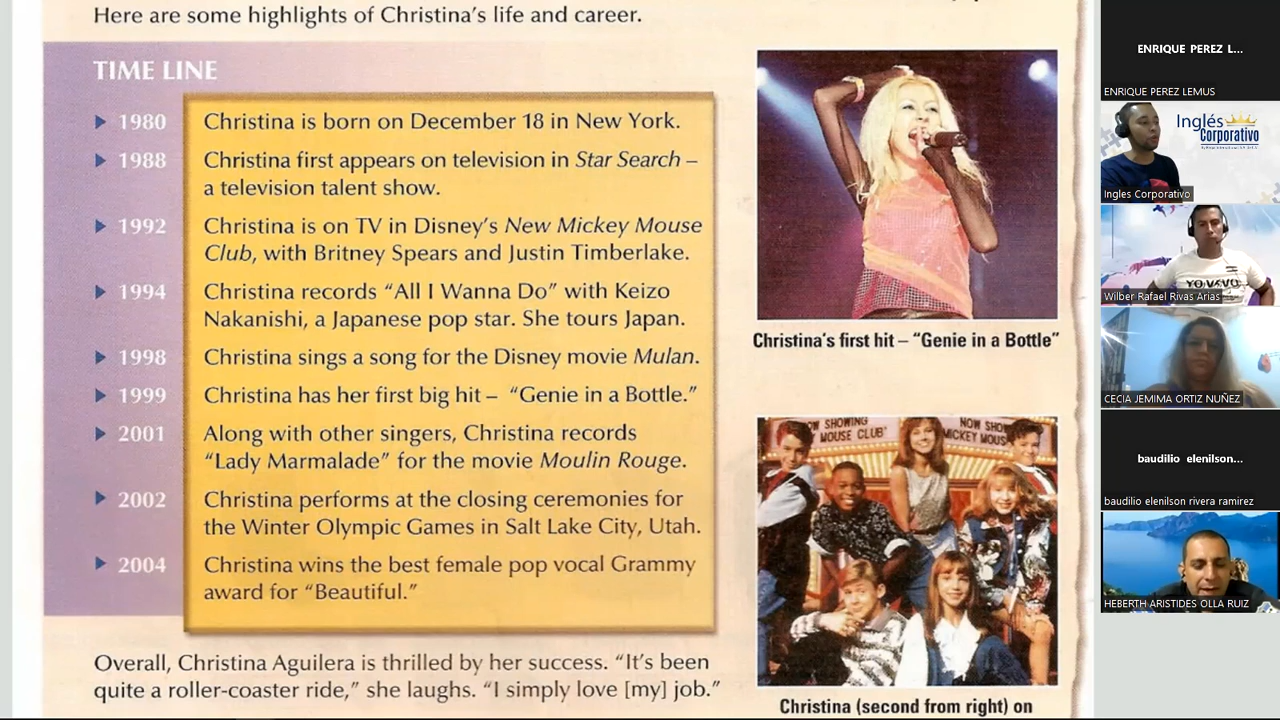 Here are some highlights of Christina's life and career.
TIME LINE
1980 Christina is born on December 18 in New York.
1988 Christina first appears on television in Star Search –
a television talent show.
1992 Christina is on TV in Disney's New Mickey Mouse
Club, with Britney Spears and Justin Timberlake.
1994 Christina records “All I Wanna Do” with Keizo
Nakanishi, a Japanese pop star. She tours Japan.
1998 Christina sings a song for the Disney movie Mulan.
1999 Christina has her first big hit – “Genie in a Bottle.”
2001 Along with other singers, Christina records
“Lady Marmalade” for the movie Moulin Rouge.
2002 Christina performs at the closing ceremonies for
the Winter Olympic Games in Salt Lake City, Utah.
2004 Christina wins the best female pop vocal Grammy
award for “Beautiful.”
Overall, Christina Aguilera is thrilled by her success. “It's been
quite a roller-coaster ride,” she laughs. “I simply love [my] job.”
Christina's first hit – “Genie in a Bottle”
OW SHOWING
MOUSE CLUB'
NOW SHO
MICKEY MOUS
Christina (second from right) on
ENRIQUE PEREZ L...
ENRIQUE PEREZ LEMUS
Inglés
Corporativo
Ingles Corporativo
YO VIVO
Wilber Rafael Rivas Arias
CECIA JEMIMA ORTIZ NUÑEZ
baudilio elenilson...
baudilio elenilson rivera ramirez
HEBERTH ARISTIDES OLLA RUIZ